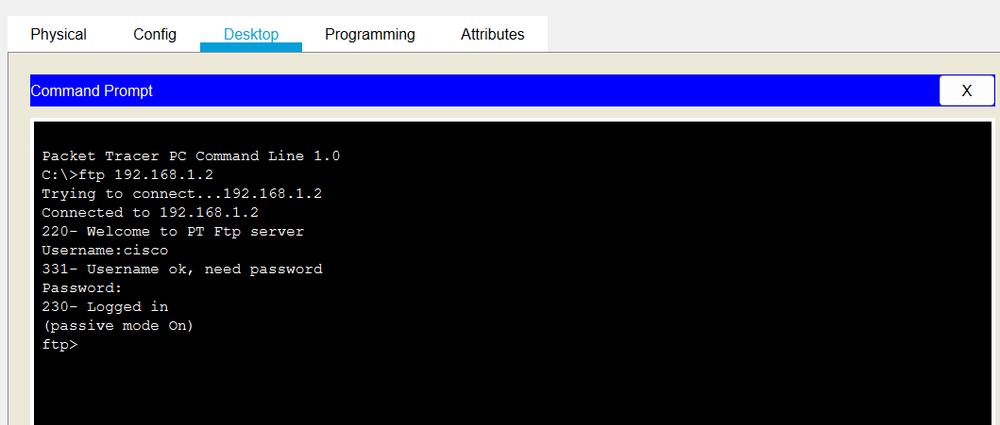 Physical Config Desktop Programming Attributes
Command Prompt X
Packet Tracer PC Command Line 1.0
C:\>ftp 192.168.1.2
Trying to connect...192.168.1.2
Connected to 192.168.1.2
220- Welcome to PT Ftp server
Username:cisco
331- Username ok, need password
Password:
230- Logged in
(passive mode On)
ftp>